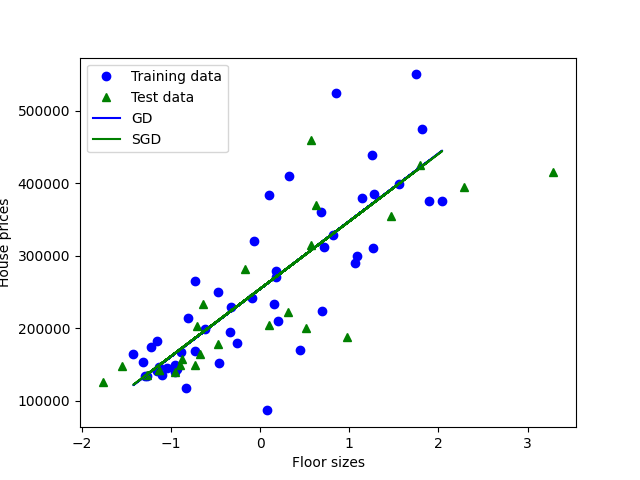 Training data
Test data
GD
SGD
500000
400000
300000
200000
100000
House prices
−2
−1
0
1
2
3
Floor sizes